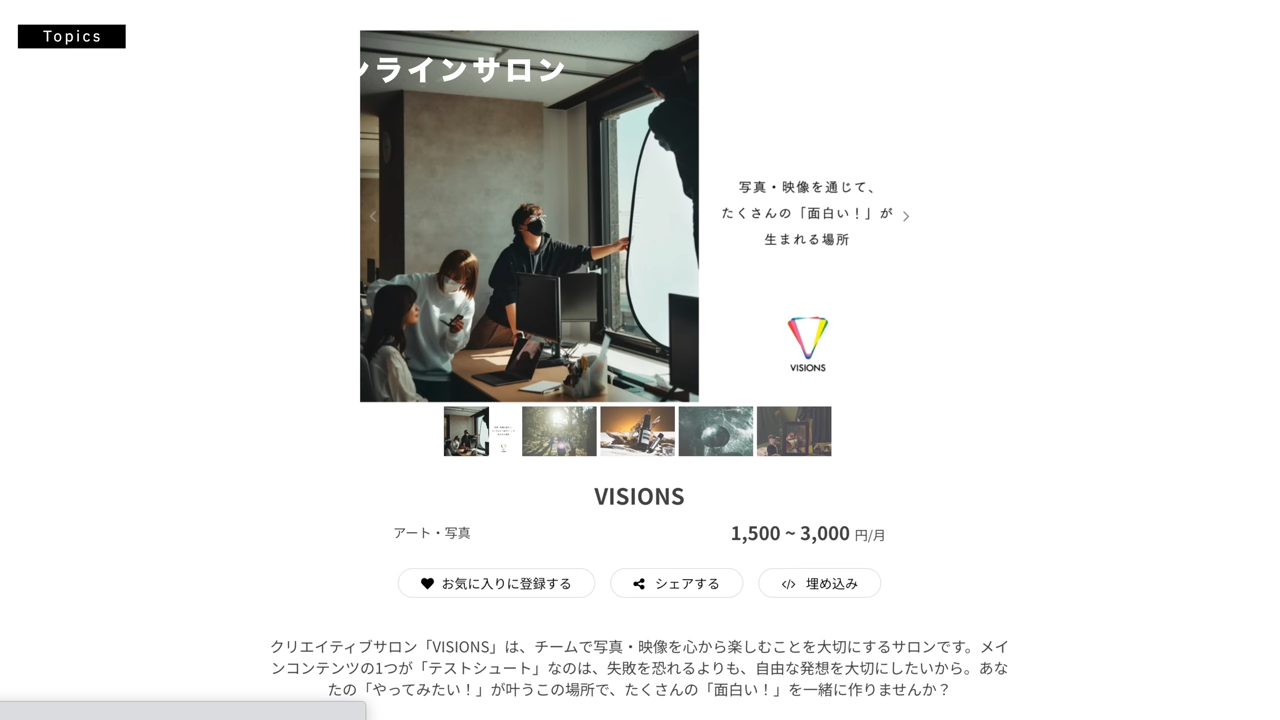 Topics
ラインサロン
写真・映像を通じて、
たくさんの「面白い！」が
生まれる場所
VISIONS
VISIONS
アート・写真
1,500 ~ 3,000 円/月
お気に入りに登録する
シェアする
</> 埋め込み
クリエイティブサロン「VISIONS」は、チームで写真・映像を心から楽しむことを大切にするサロンです。メイ
ンコンテンツの1つが「テストシュート」なのは、失敗を恐れるよりも、自由な発想を大切にしたいから。あな
たの「やってみたい！」が叶うこの場所で、たくさんの「面白い！」を一緒に作りませんか？